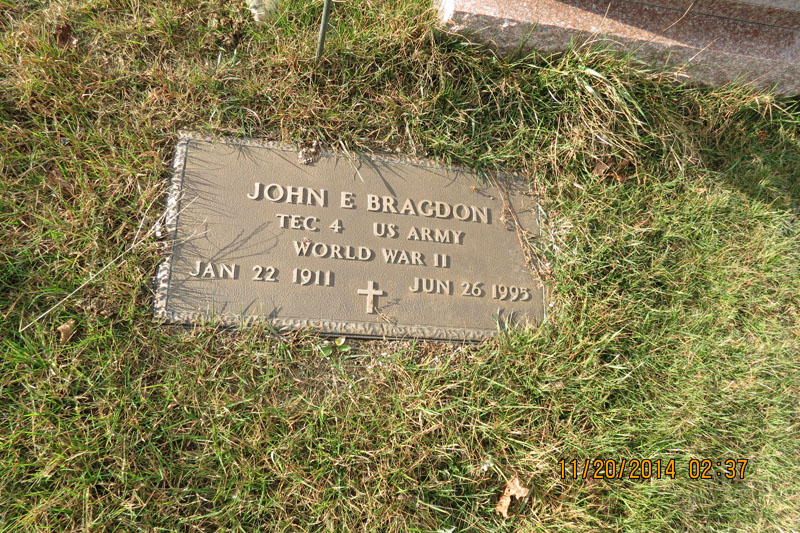 JOHN E BRAGDON
TEC 4 US ARMY
WORLD WAR II
JAN 22 1911 JUN 26 1995
11/20/2014 02:37